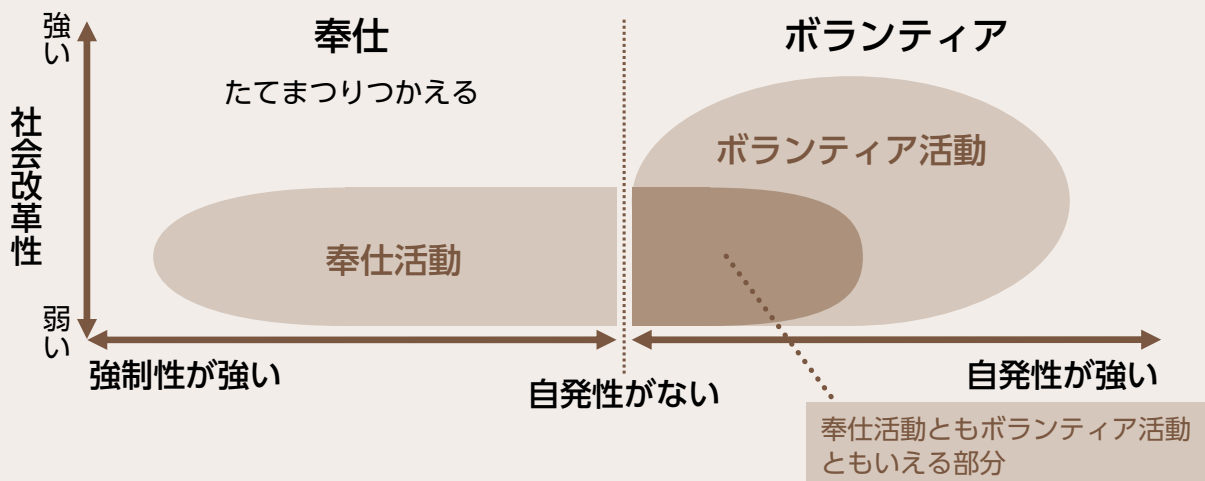 強い
奉仕
ボランティア
たてまつりつかえる
社会改革性
ボランティア活動
奉仕活動
弱い
強制性が強い
自発性がない
自発性が強い
奉仕活動ともボランティア活動
ともいえる部分